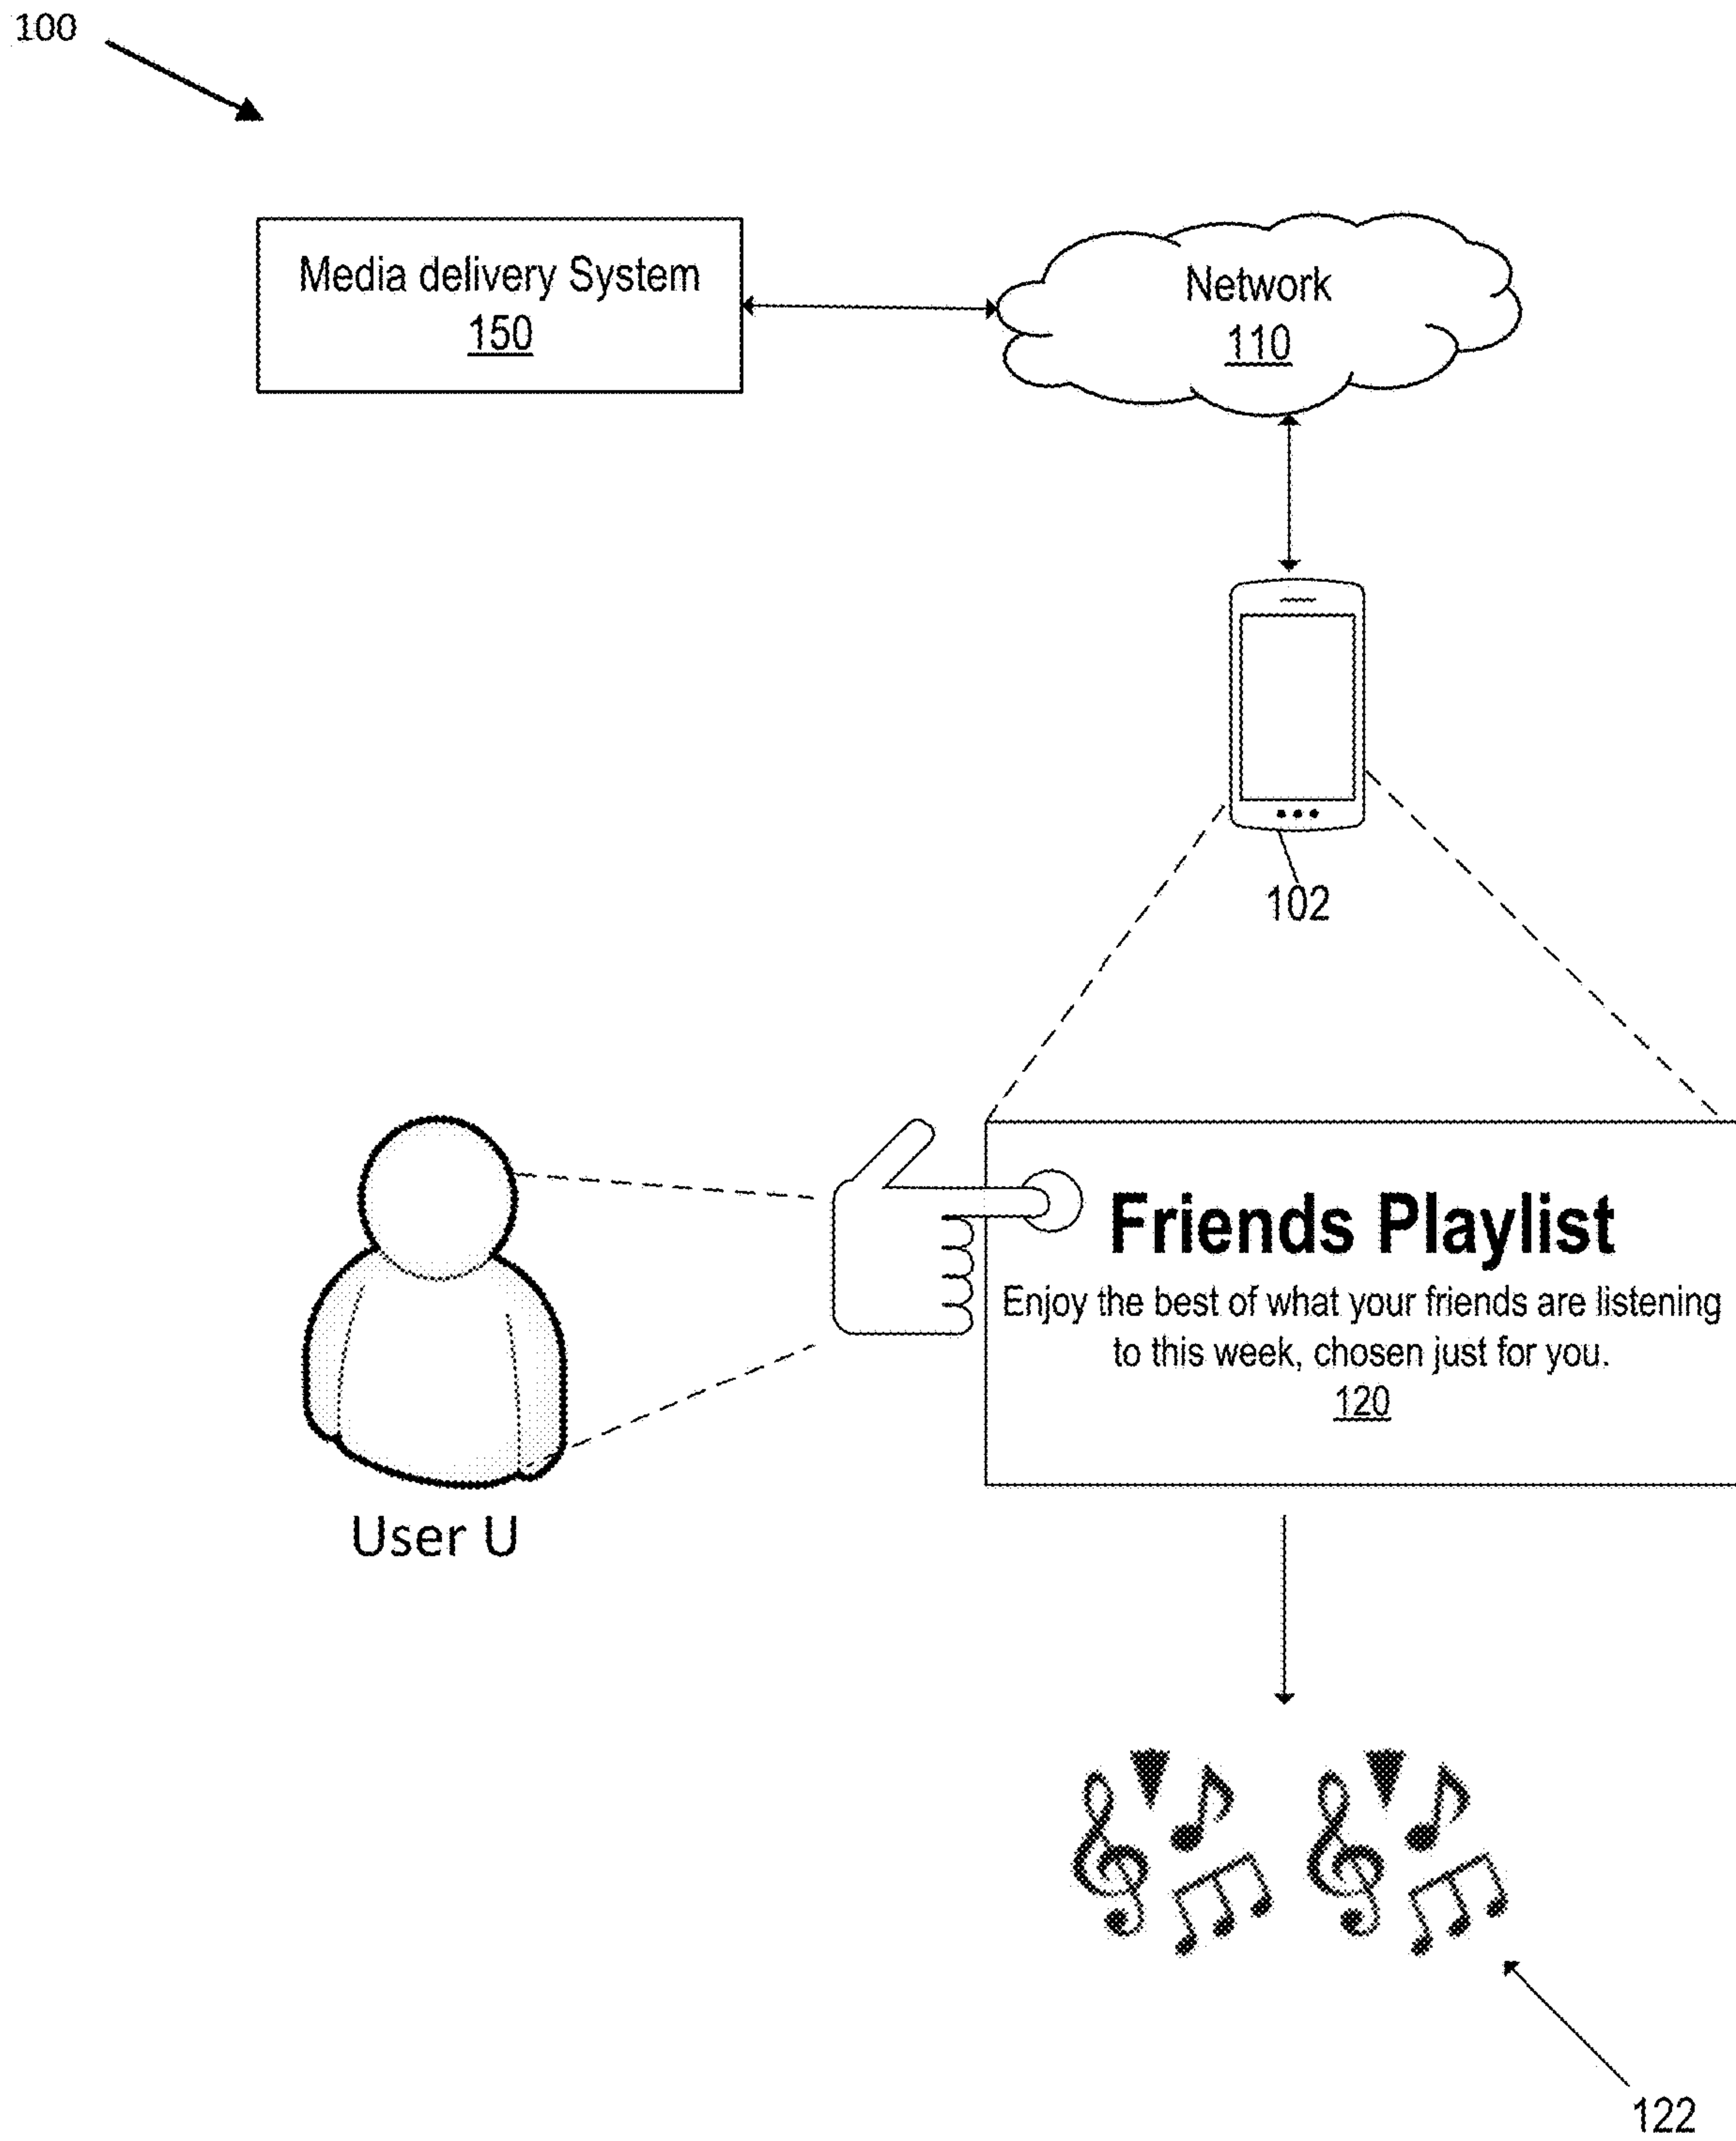 100
Media delivery System
150
Network
110
102
Friends Playlist
Enjoy the best of what your friends are listening
to this week, chosen just for you.
120
User U
122